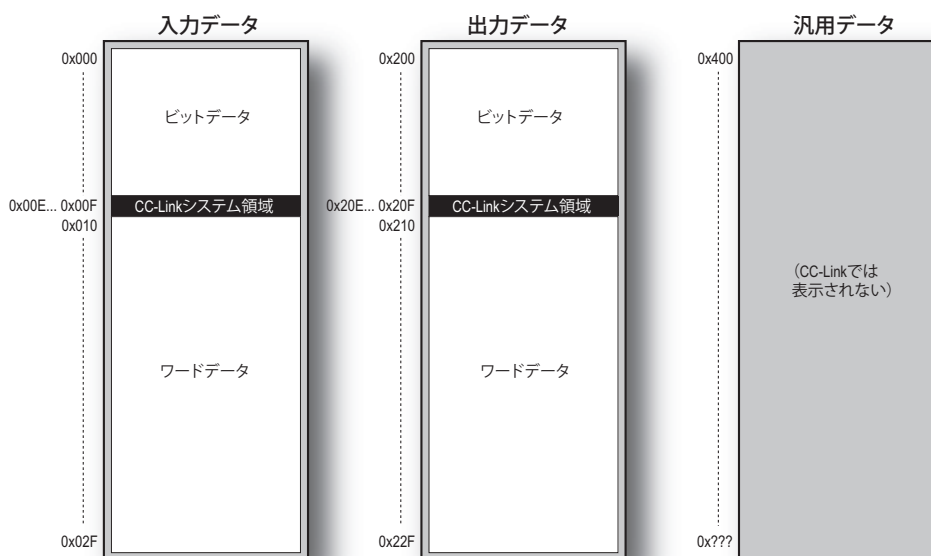 入力データ
0x000
ビットデータ
0x00E... 0x00F
CC-Linkシステム領域
0x010
ワードデータ
0x02F
出力データ
0x200
ビットデータ
0x20E... 0x20F
CC-Linkシステム領域
0x210
ワードデータ
0x22F
汎用データ
0x400
（CC-Linkでは
表示されない）
0x???